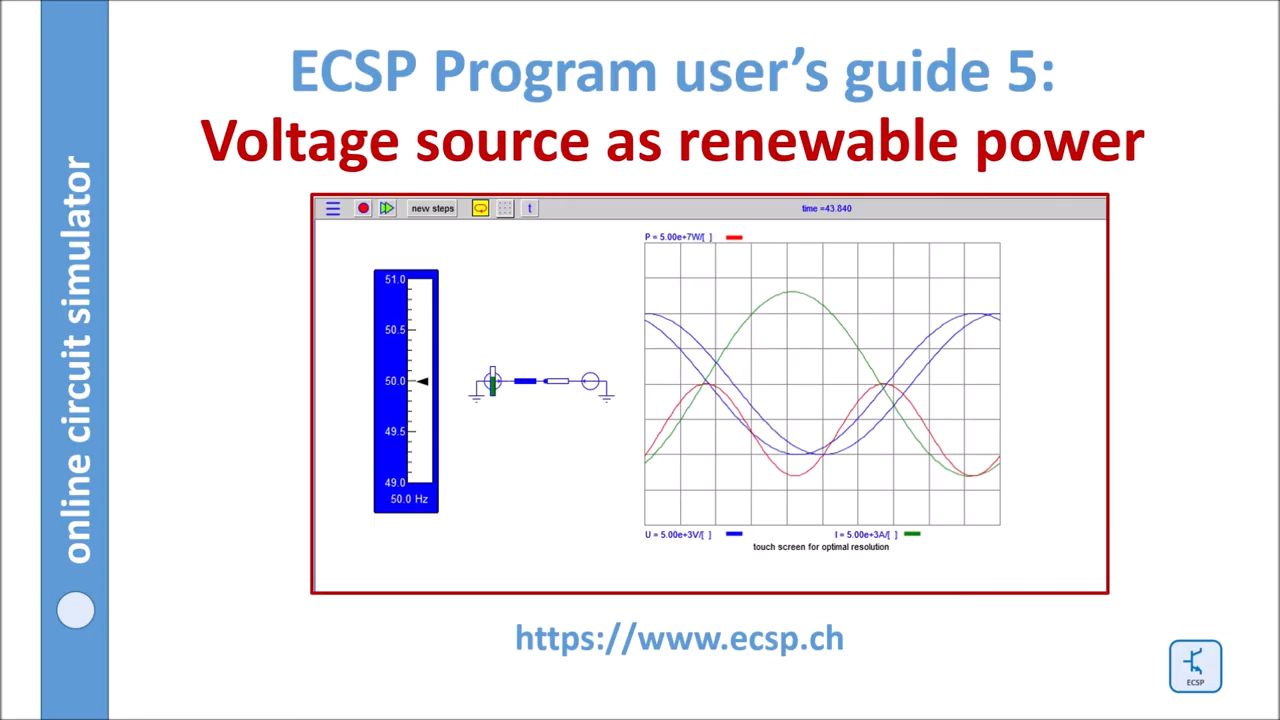 online circuit simulator
ECSP Program user’s guide 5:
Voltage source as renewable power
new steps
t
time =43.840
P = 5.00e+7W/[ ]
51.0
50.5
50.0
49.5
49.0
50.0 Hz
U = 5.00e+3V/[ ]
I = 5.00e+3A/[ ]
touch screen for optimal resolution
https://www.ecsp.ch
ECSP